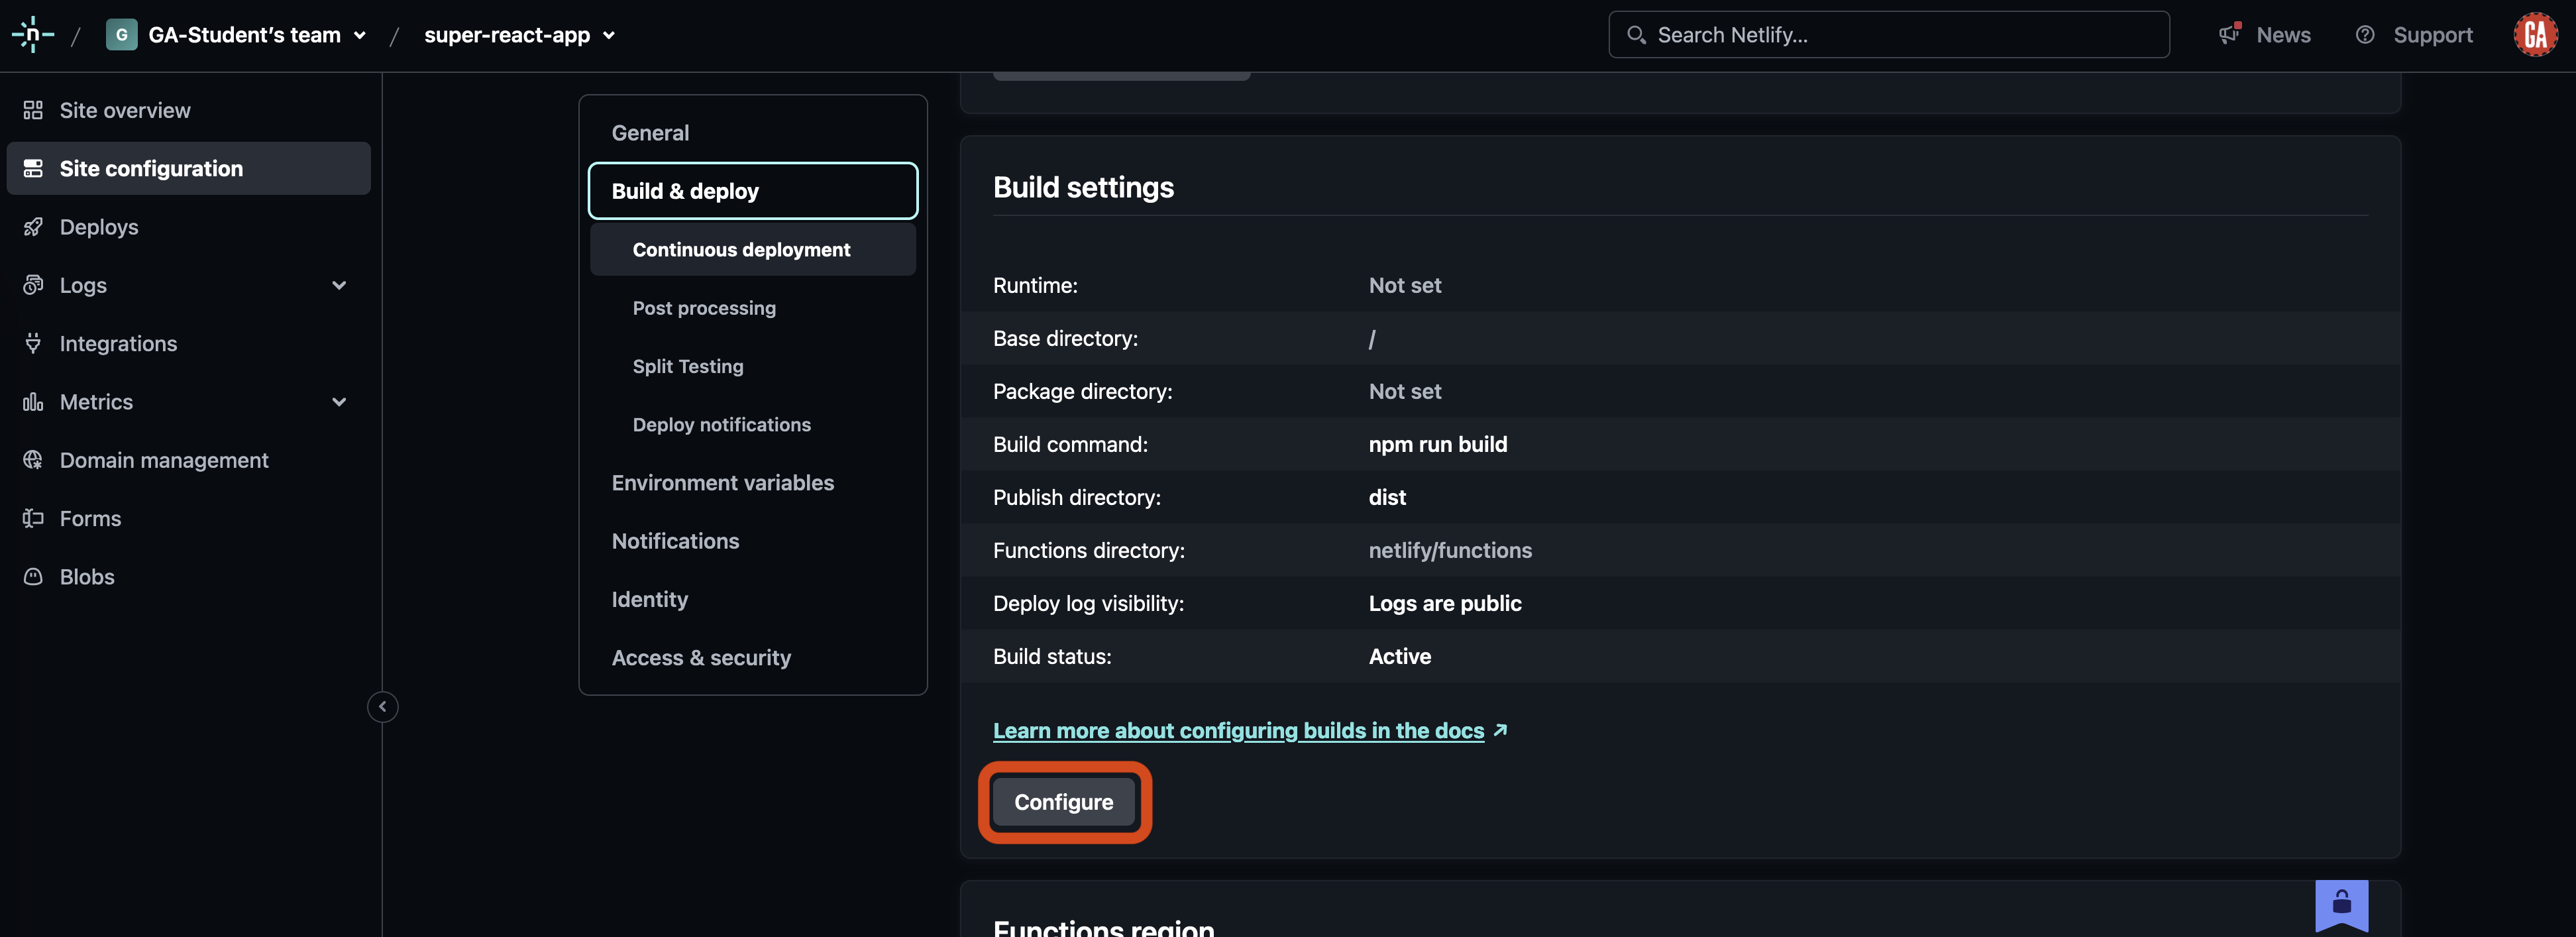 n / G GA-Student's team / super-react-app
Search Netlify...
News
Support
GA
Site overview
Site configuration
Deploys
Logs
Integrations
Metrics
Domain management
Forms
Blobs
General
Build & deploy
Continuous deployment
Post processing
Split Testing
Deploy notifications
Environment variables
Notifications
Identity
Access & security
Build settings
Runtime: Not set
Base directory: /
Package directory: Not set
Build command: npm run build
Publish directory: dist
Functions directory: netlify/functions
Deploy log visibility: Logs are public
Build status: Active
Learn more about configuring builds in the docs
Configure
Functions region